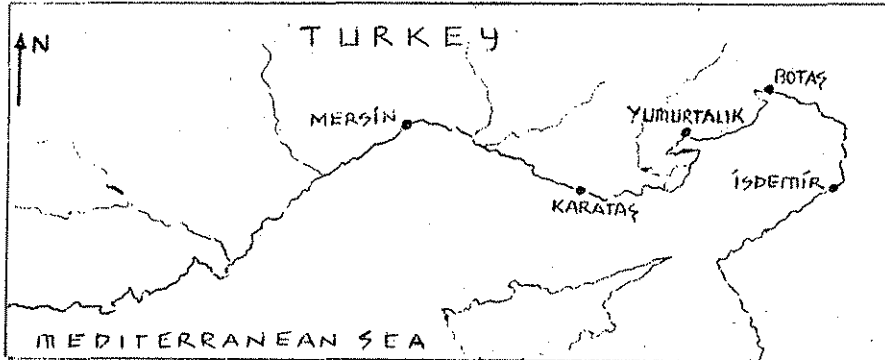 TURKEY
N
BOTAŞ
MERSİN
YUMURTALIK
İSDEMİR
KARATAŞ
MEDITERRANEAN SEA